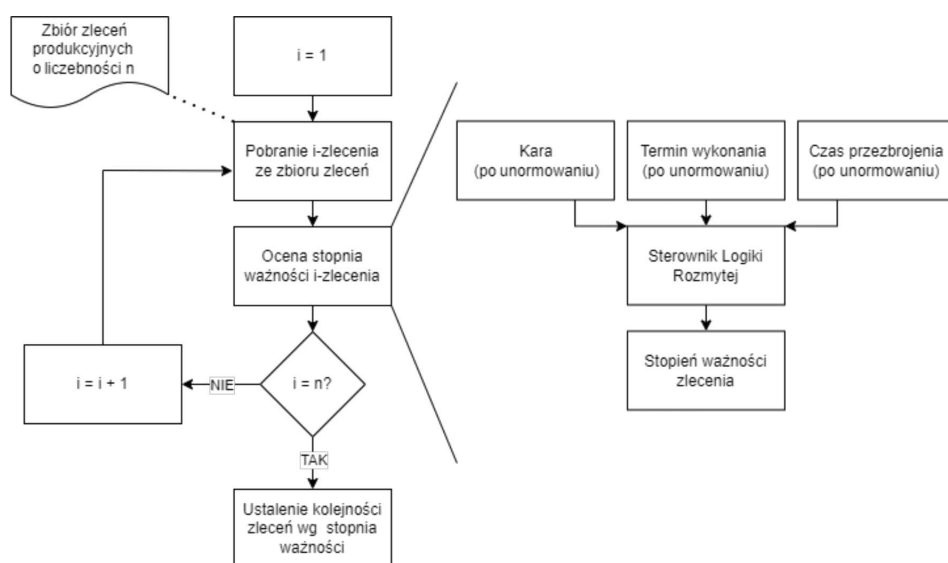 Zbiór zleceń
produkcyjnych
o liczebności n
i = 1
Pobranie i-zlecenia
ze zbioru zleceń
Ocena stopnia
ważności i-zlecenia
i = n?
NIE
i = i + 1
TAK
Ustalenie kolejności
zleceń wg stopnia
ważności
Kara
(po unormowaniu)
Termin wykonania
(po unormowaniu)
Czas przezbrojenia
(po unormowaniu)
Sterownik Logiki
Rozmytej
Stopień ważności
zlecenia